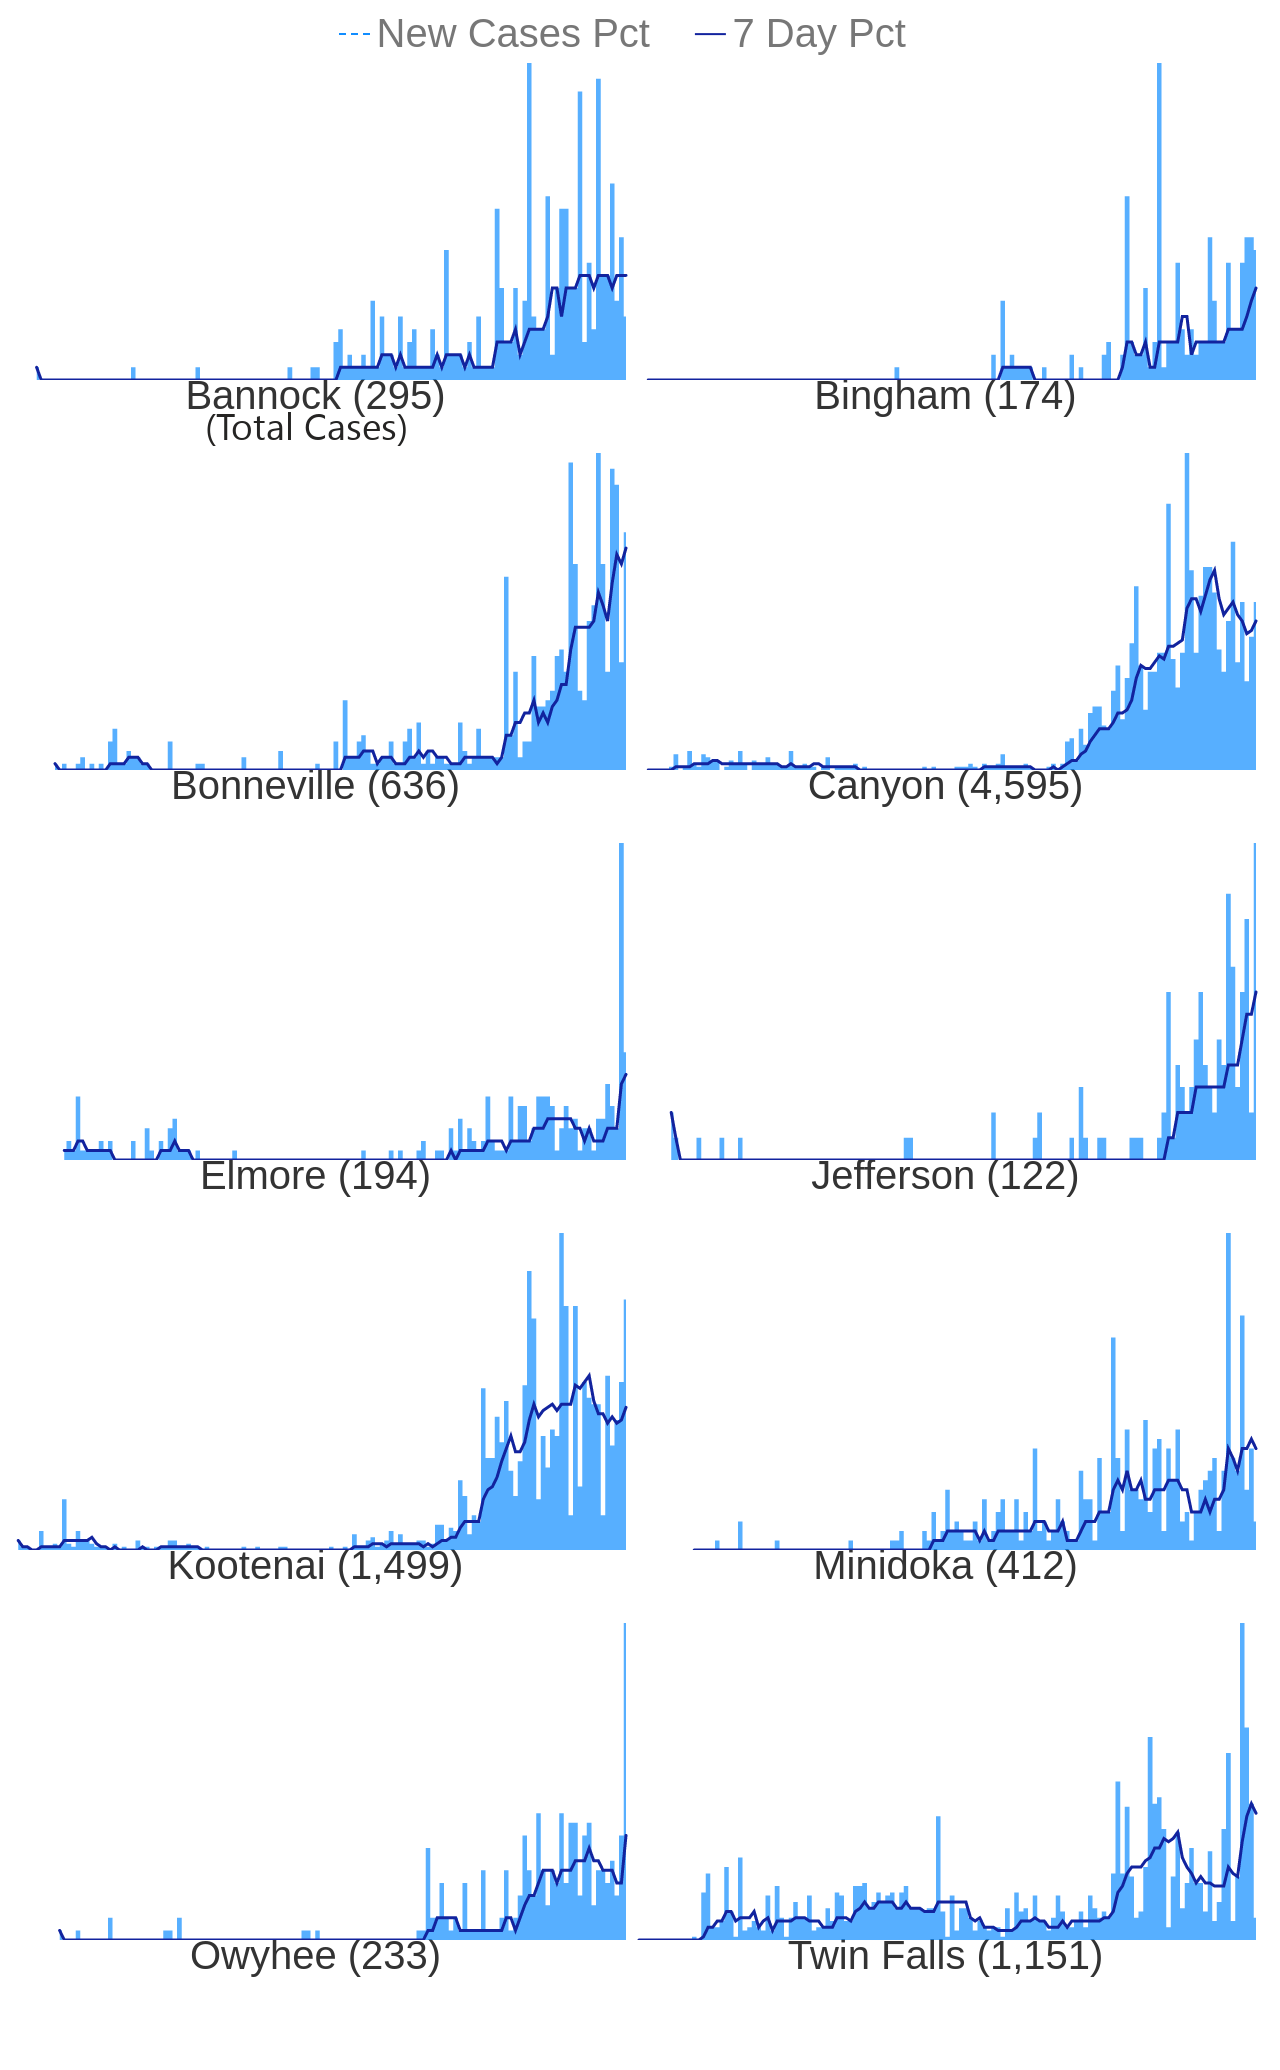 New Cases Pct 7 Day Pct
Bannock (295) Bingham (174)
(Total Cases)
Bonneville (636) Canyon (4,595)
Elmore (194) Jefferson (122)
Kootenai (1,499) Minidoka (412)
Owyhee (233) Twin Falls (1,151)